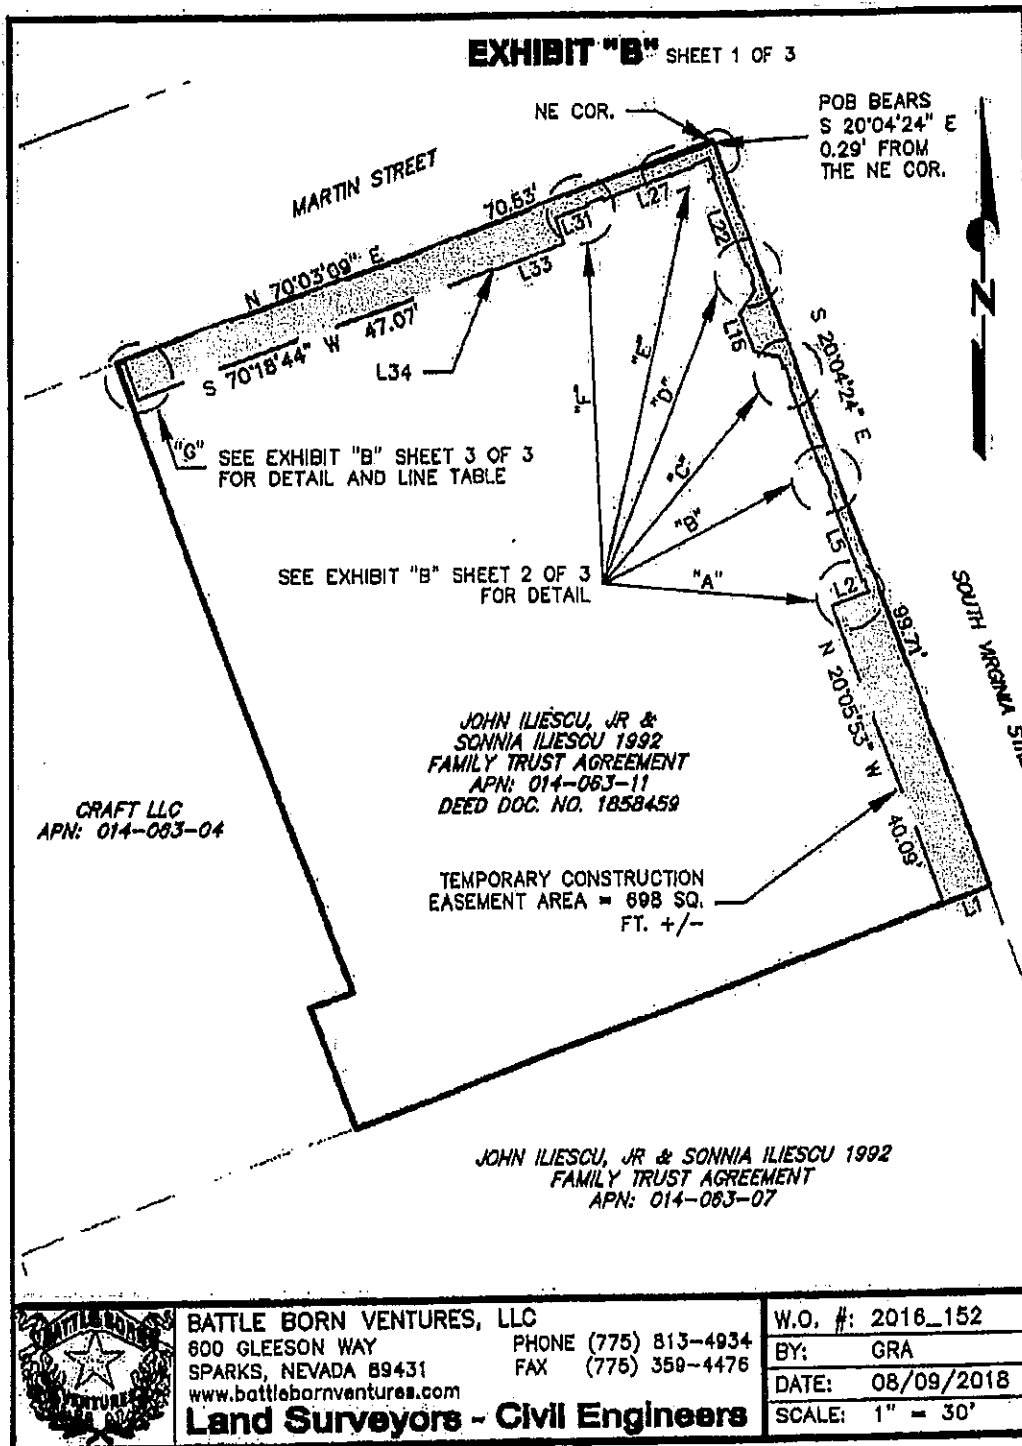 EXHIBIT "B" SHEET 1 OF 3
NE COR.
POB BEARS
S 20°04'24" E
0.29' FROM
THE NE COR.
MARTIN STREET
70.53'
N 70°03'09" E
L27
L31
L22
L33
47.07'
S 70°18'44" W
L34
L16
S 20°04'24" E
N
"F"
"E"
"D"
"C"
"B"
"A"
"G"
SEE EXHIBIT "B" SHEET 3 OF 3
FOR DETAIL AND LINE TABLE
SEE EXHIBIT "B" SHEET 2 OF 3
FOR DETAIL
L5
L2
99.71'
SOUTH VIRGINIA
N 20°05'53" W
40.09'
L1
JOHN ILIESCU, JR &
SONNIA ILIESCU 1992
FAMILY TRUST AGREEMENT
APN: 014-063-11
DEED DOC. NO. 1858459
CRAFT LLC
APN: 014-063-04
TEMPORARY CONSTRUCTION
EASEMENT AREA = 698 SQ.
FT. +/-
JOHN ILIESCU, JR & SONNIA ILIESCU 1992
FAMILY TRUST AGREEMENT
APN: 014-063-07
BATTLE BORN
VENTURES
BATTLE BORN VENTURES, LLC
800 GLEESON WAY
SPARKS, NEVADA 89431
www.battlebornventures.com
PHONE (775) 813-4934
FAX (775) 359-4476
Land Surveyors - Civil Engineers
W.O. #: 2016_152
BY: GRA
DATE: 08/09/2018
SCALE: 1" = 30'